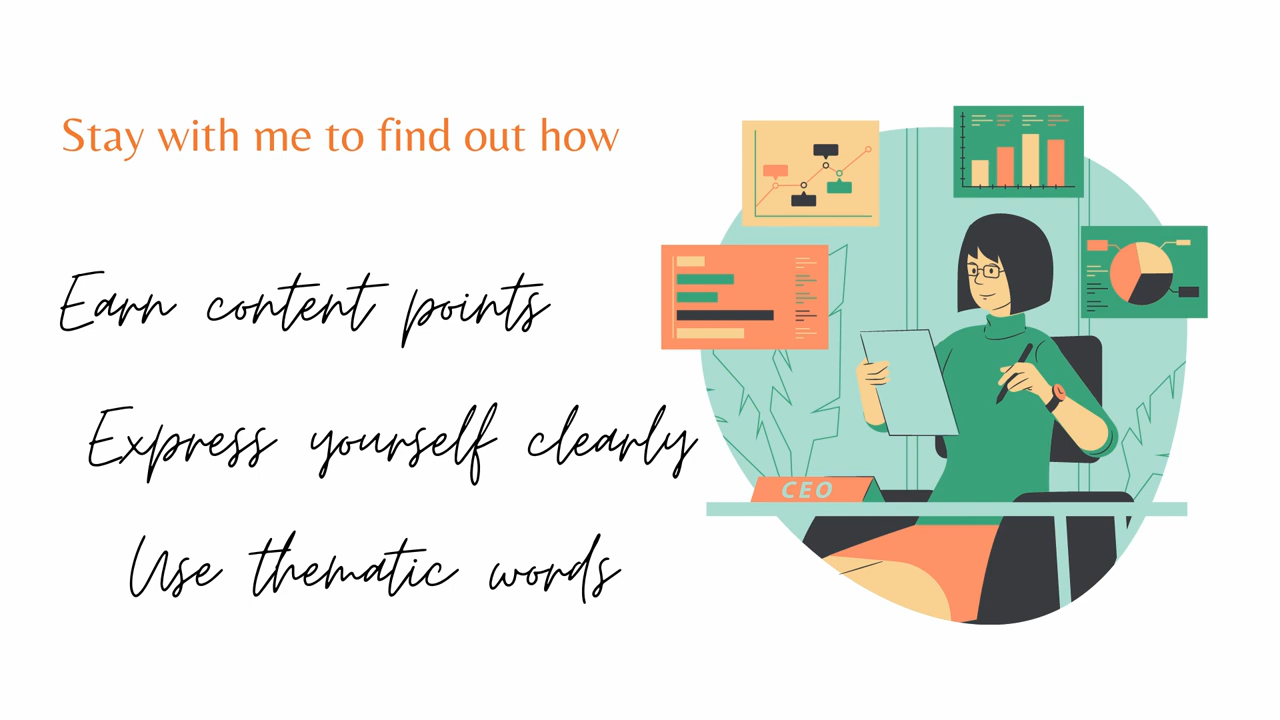 Stay with me to find out how
Earn content points
Express yourself clearly
Use thematic words
CEO